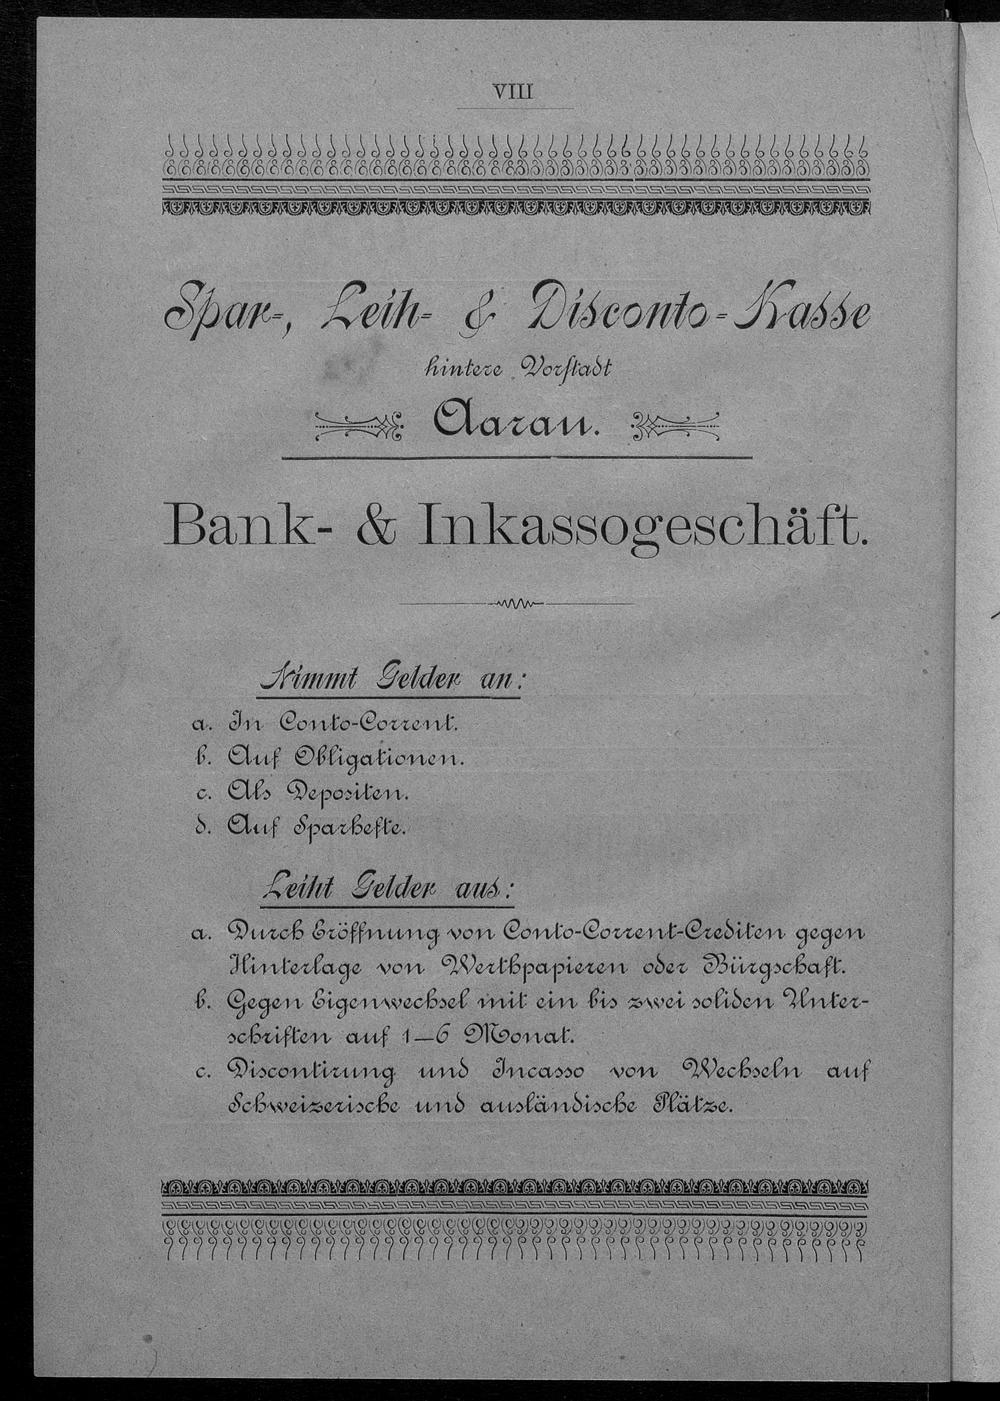 VIII
Spar-, Leih- & Disconto-Kasse
hintere Vorstadt
Aarau.
Bank- & Inkassogeschäft.
Nimmt Gelder an:
a. In Conto-Corrent.
b. Auf Obligationen.
c. Als Depositen.
d. Auf Sparhefte.
Leiht Gelder aus:
a. Durch Eröffnung von Conto-Corrent-Crediten gegen
Hinterlage von Werthpapieren oder Bürgschaft.
b. Gegen Eigenwechsel mit ein bis zwei soliden Unter-
schriften auf 1—6 Monat.
c. Discontirung und Incasso von Wechseln auf
Schweizerische und ausländische Plätze.